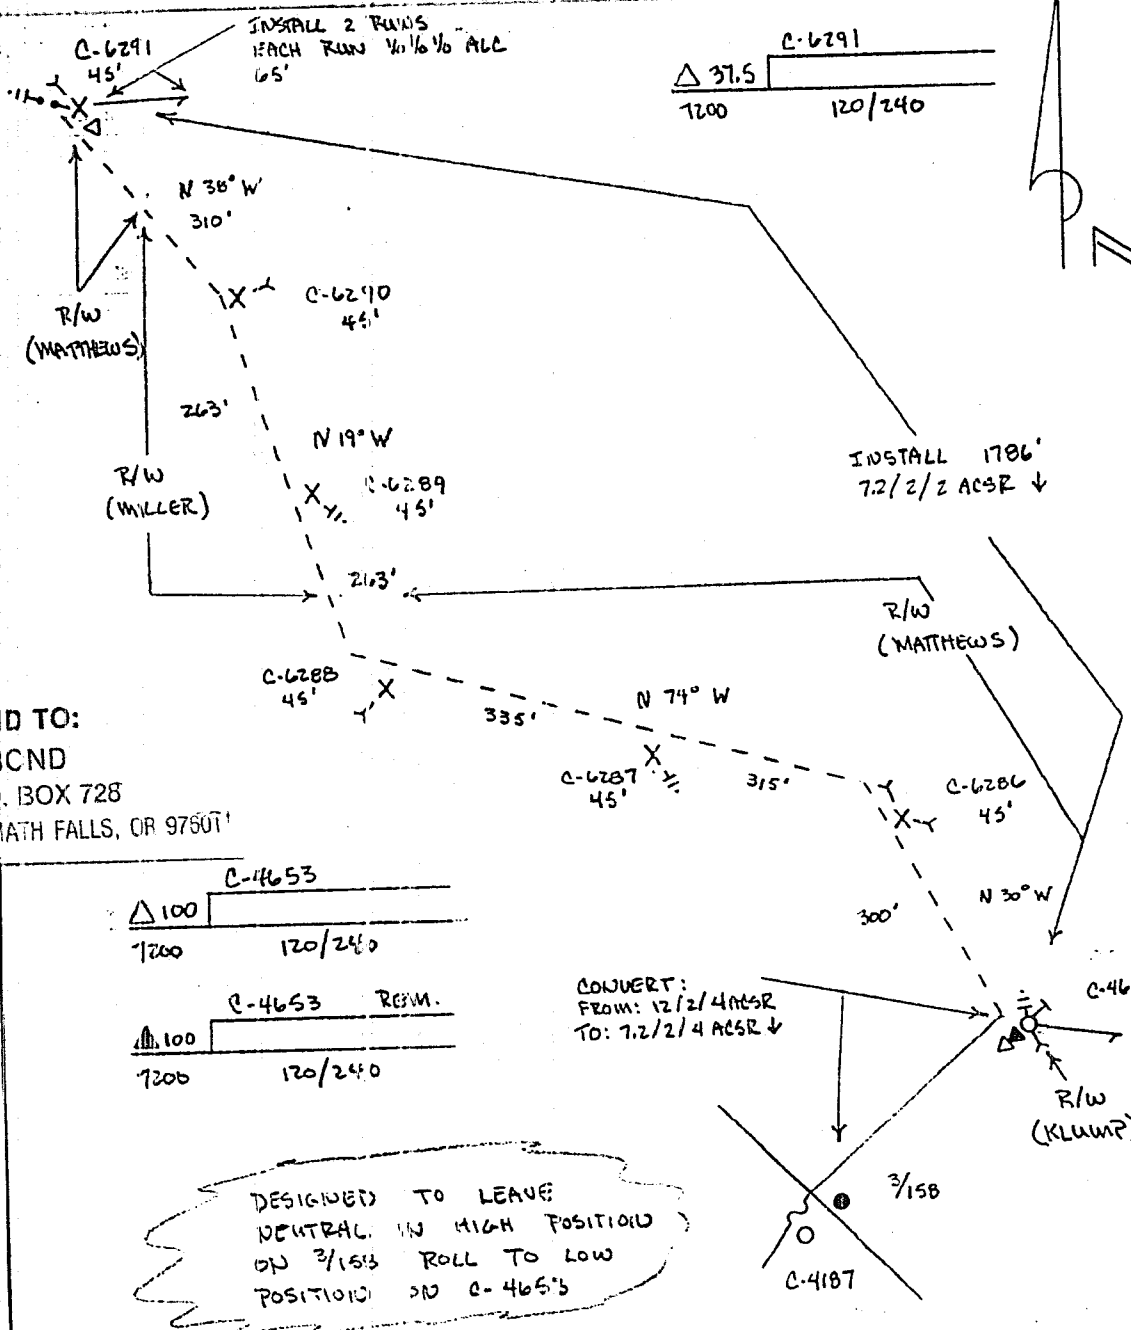 INSTALL 2 RUNS
EACH RUN 1/0 1/0 1/0 ALC
65'
C-6291
45'
C-6291
△ 37.5
7200 120/240
N 38° W
310'
R/W
(MATTHEWS)
C-6290
45'
263'
N 19° W
C-6289
45'
R/W
(MILLER)
INSTALL 1786'
7.2/2/2 ACSR ↓
263'
R/W
(MATTHEWS)
C-6288
45'
335'
N 74° W
C-6287
45'
315'
C-6286
45'
D TO:
BOX 728
ATH FALLS, OR 97601
C-4653
△ 100
7200 120/240
300'
N 30° W
C-4653 REM.
100
7200 120/240
CONVERT:
FROM: 12/2/4 ACSR
TO: 7.2/2/4 ACSR ↓
C-46
R/W
(KLUMP)
3/158
C-4187
DESIGNED TO LEAVE
NEUTRAL IN HIGH POSITION
ON 3/158 ROLL TO LOW
POSITION ON C-4653